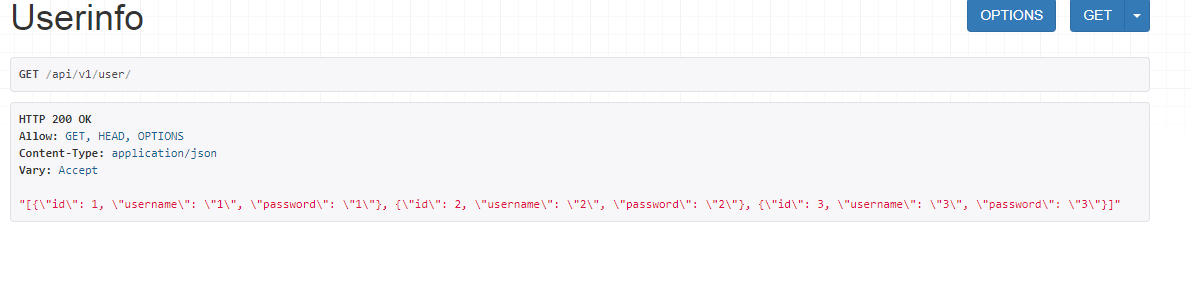 Userinfo
OPTIONS
GET
GET /api/v1/user/
HTTP 200 OK
Allow: GET, HEAD, OPTIONS
Content-Type: application/json
Vary: Accept
"[{\"id\": 1, \"username\": \"1\", \"password\": \"1\"}, {\"id\": 2, \"username\": \"2\", \"password\": \"2\"}, {\"id\": 3, \"username\": \"3\", \"password\": \"3\"}]"